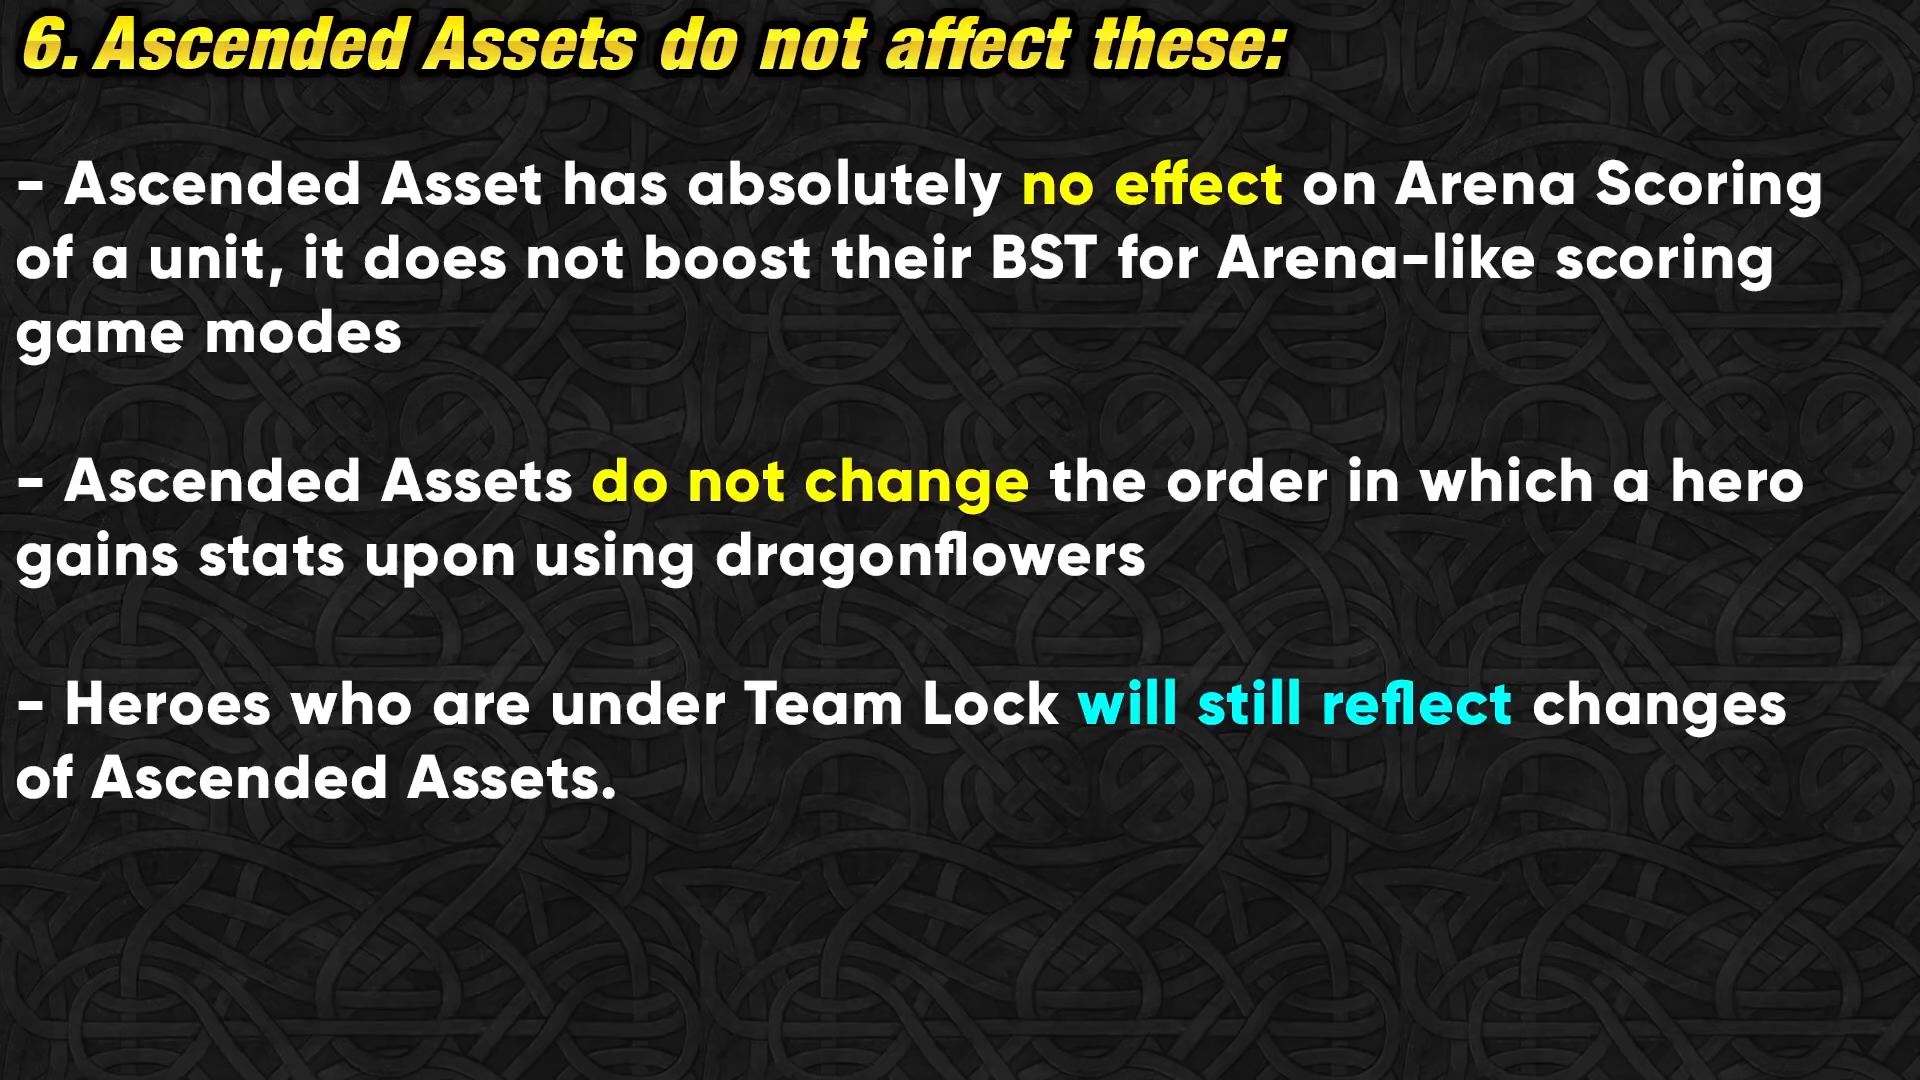 6. Ascended Assets do not affect these:
- Ascended Asset has absolutely no effect on Arena Scoring
of a unit, it does not boost their BST for Arena-like scoring
game modes
- Ascended Assets do not change the order in which a hero
gains stats upon using dragonflowers
- Heroes who are under Team Lock will still reflect changes
of Ascended Assets.